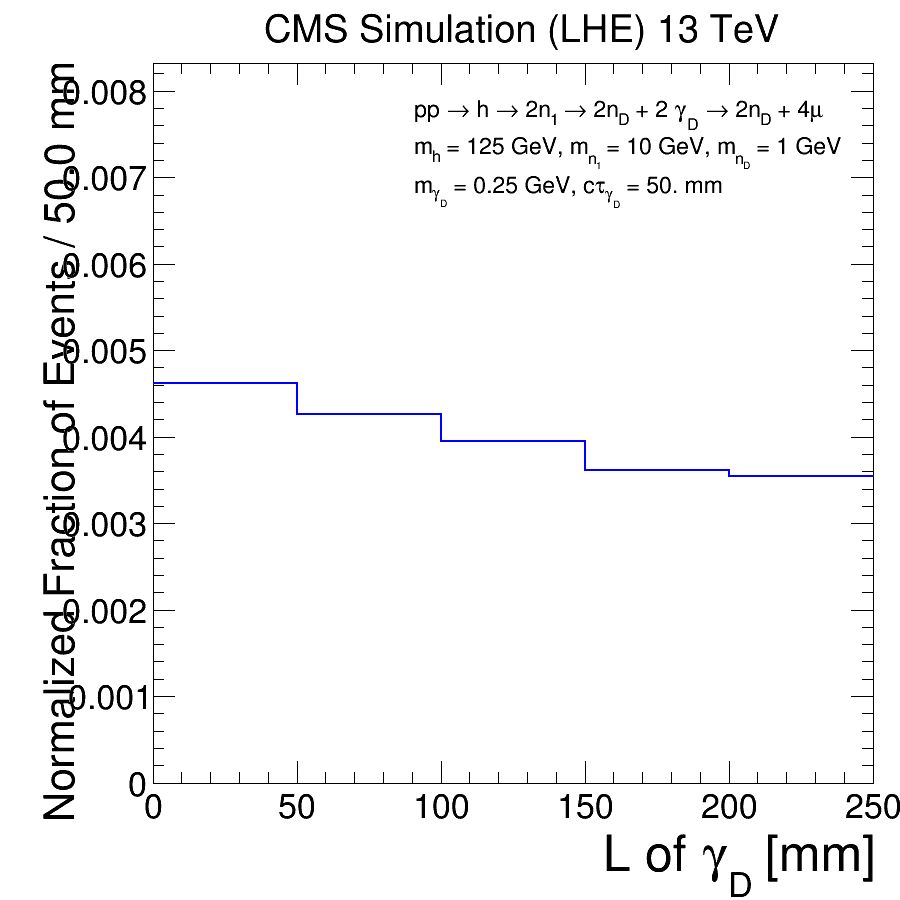 CMS Simulation (LHE) 13 TeV
pp → h → 2n1 → 2nD + 2 γD → 2nD + 4μ
mh = 125 GeV, mn1 = 10 GeV, mnD = 1 GeV
mγD = 0.25 GeV, cτγD = 50. mm
Normalized Fraction of Events / 50.0 mm
0.008
0.007
0.006
0.005
0.004
0.003
0.002
0.001
0
0 50 100 150 200 250
L of γD [mm]